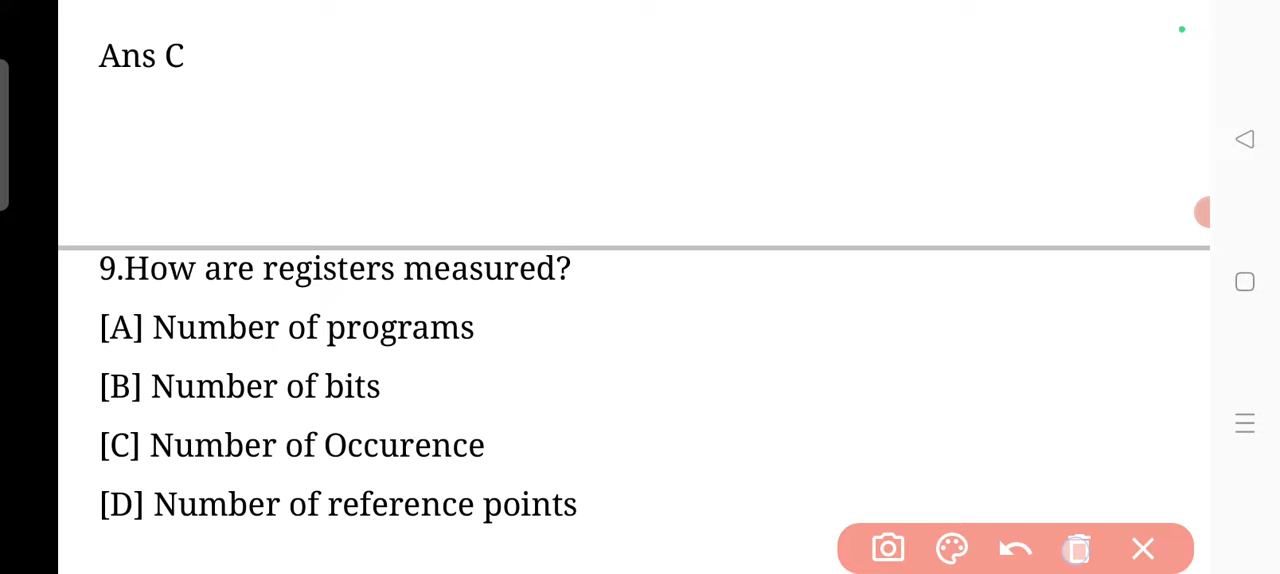 Ans C
9.How are registers measured?
[A] Number of programs
[B] Number of bits
[C] Number of Occurence
[D] Number of reference points